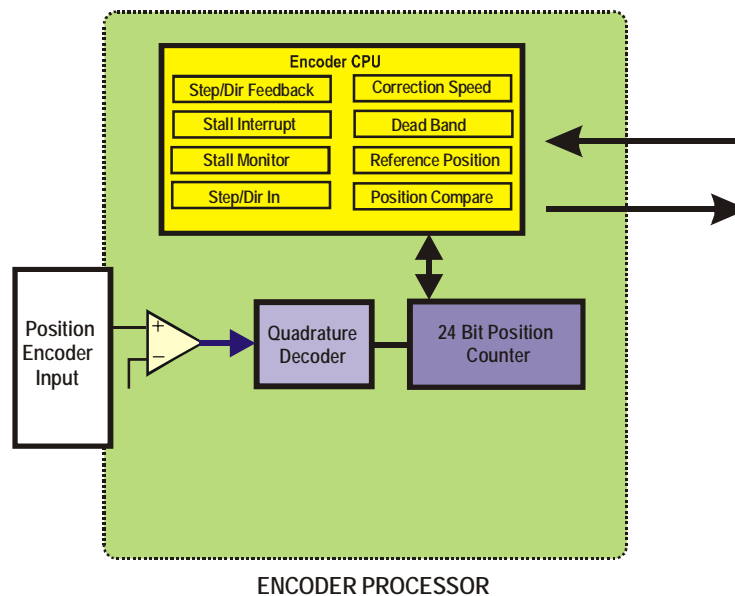 Encoder CPU
Step/Dir Feedback
Correction Speed
Stall Interrupt
Dead Band
Stall Monitor
Reference Position
Step/Dir In
Position Compare
Position
Encoder
Input
+
−
Quadrature
Decoder
24 Bit Position
Counter
ENCODER PROCESSOR